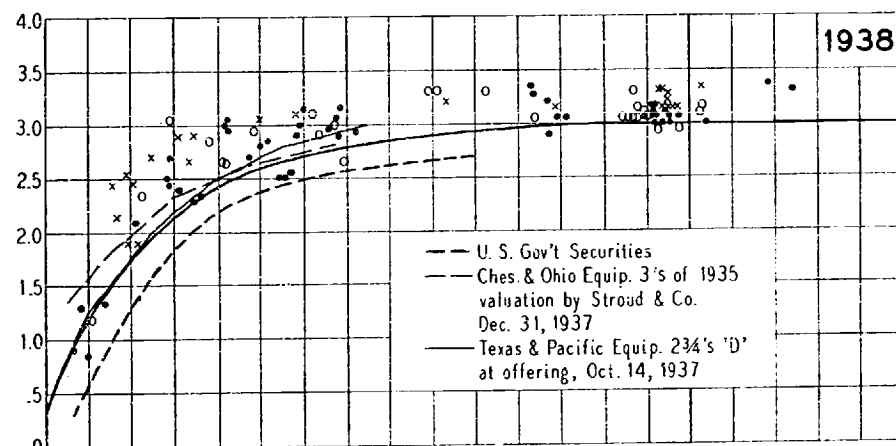 4.0
1938
3.5
3.0
2.5
2.0
1.5
1.0
.5
0
U. S. Gov't Securities
Ches. & Ohio Equip. 3's of 1935
valuation by Stroud & Co.
Dec. 31, 1937
Texas & Pacific Equip. 2¾'s "D"
at offering, Oct. 14, 1937